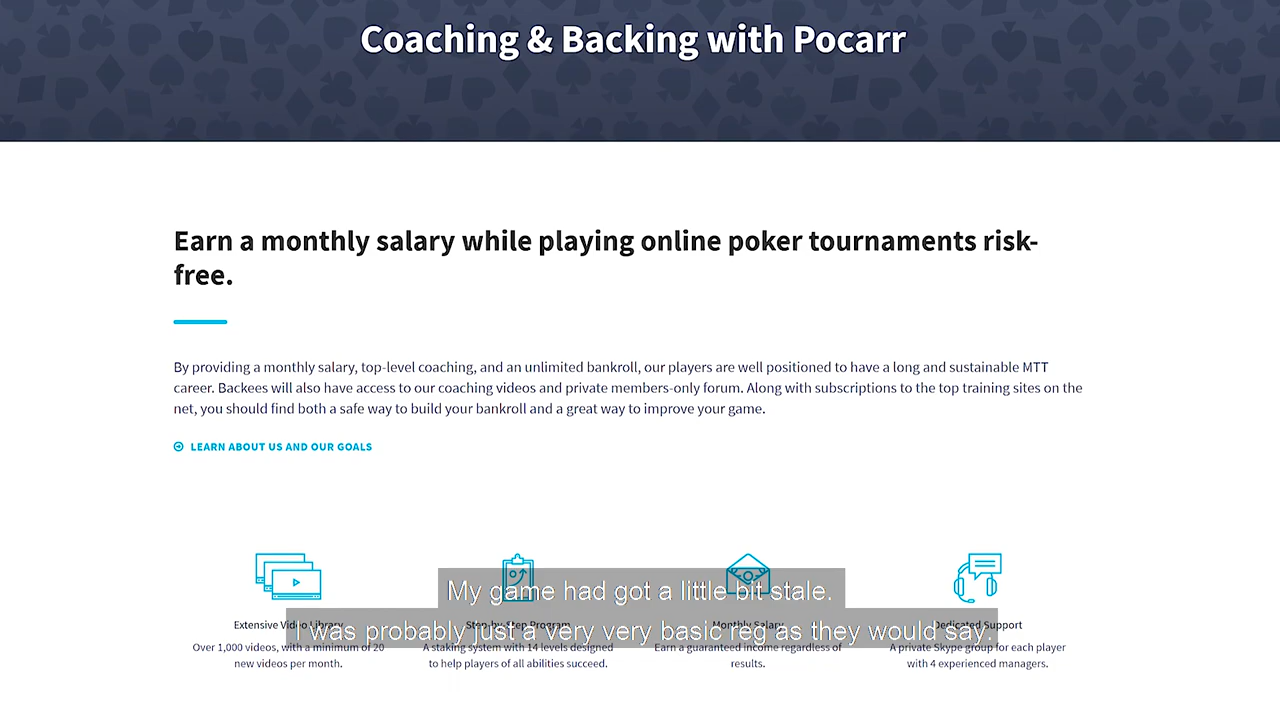 Coaching & Backing with Pocarr
Earn a monthly salary while playing online poker tournaments risk-
free.
By providing a monthly salary, top-level coaching, and an unlimited bankroll, our players are well positioned to have a long and sustainable MTT
career. Backees will also have access to our coaching videos and private members-only forum. Along with subscriptions to the top training sites on the
net, you should find both a safe way to build your bankroll and a great way to improve your game.
LEARN ABOUT US AND OUR GOALS
My game had got a little bit stale.
I was probably just a very very basic reg as they would say.
Extensive Video Library
Over 1,000 videos, with a minimum of 20
new videos per month.
Step-by-Step Program
A staking system with 14 levels designed
to help players of all abilities succeed.
Monthly Salary
Earn a guaranteed income regardless of
results.
Dedicated Support
A private Skype group for each player
with 4 experienced managers.